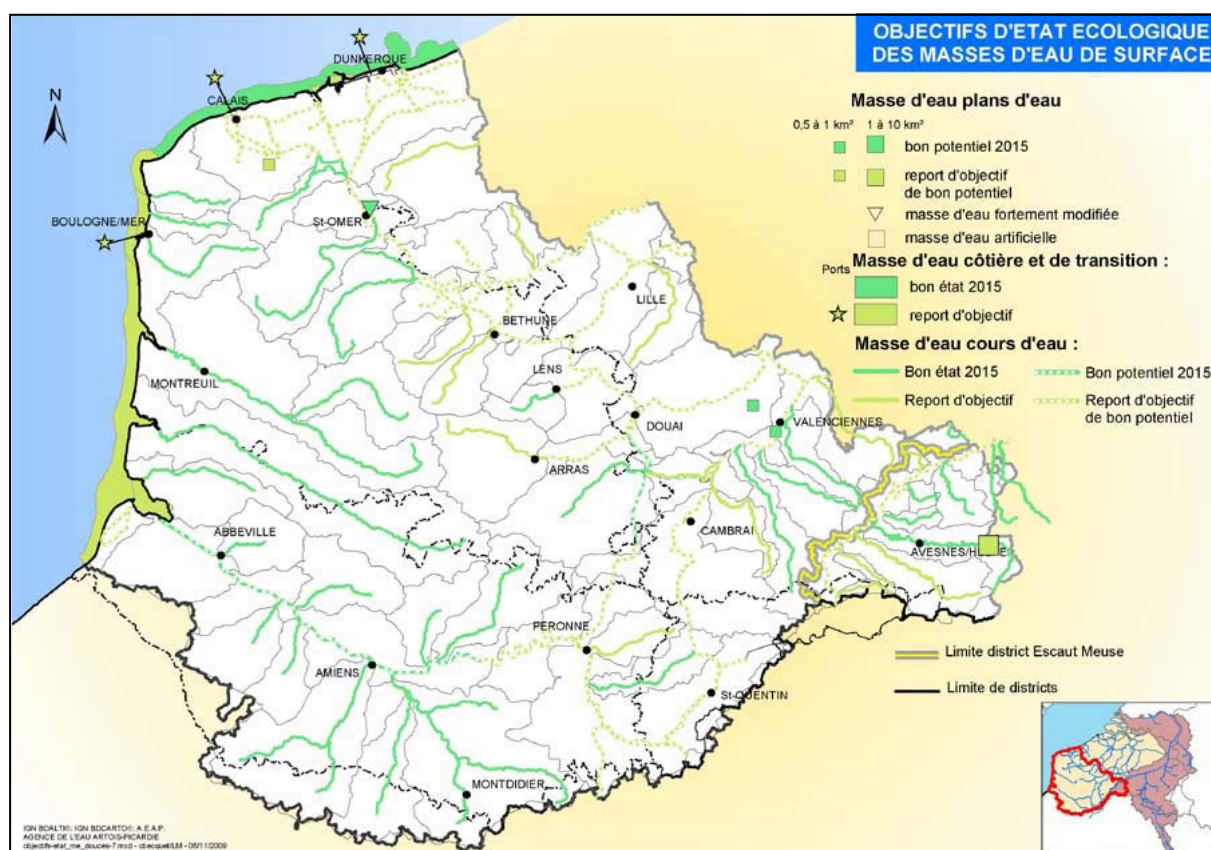 OBJECTIFS D'ETAT ECOLOGIQUE
DES MASSES D'EAU DE SURFACE
Masse d'eau plans d'eau
0,5 à 1 km² 1 à 10 km²
bon potentiel 2015
report d'objectif
de bon potentiel
masse d'eau fortement modifiée
masse d'eau artificielle
Masse d'eau côtière et de transition :
Ports
bon état 2015
report d'objectif
Masse d'eau cours d'eau :
Bon état 2015
Bon potentiel 2015
Report d'objectif
Report d'objectif
de bon potentiel
N
DUNKERQUE
CALAIS
BOULOGNE/MER
St-OMER
LILLE
BETHUNE
MONTREUIL
LENS
DOUAI
VALENCIENNES
ARRAS
CAMBRAI
ABBEVILLE
AVESNES/H
PERONNE
AMIENS
St-QUENTIN
MONTDIDIER
Limite district Escaut Meuse
Limite de districts
IGN BDALTI®, IGN BDCARTO®, A.E.A.P.
AGENCE DE L'EAU ARTOIS-PICARDIE